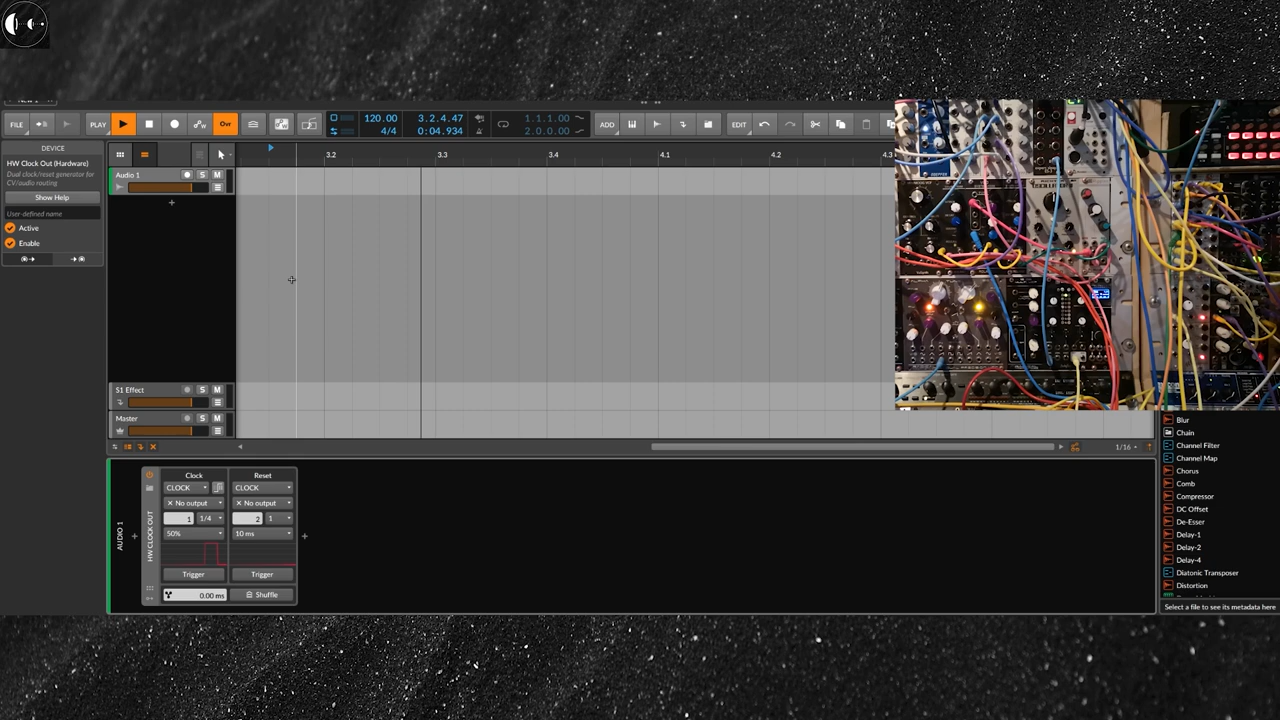 FILE PLAY Ovr 120.00 4/4 3.2.4.47 0:04.934 1.1.1.00 2.0.0.00 ADD EDIT
DEVICE
HW Clock Out (Hardware)
Dual clock/reset generator for CV/audio routing
Show Help
User-defined name
Active
Enable
3.2 3.3 3.4 4.1 4.2 4.3
Audio 1 S M
+
S1 Effect S M
Master S M
1/16
AUDIO 1
HW CLOCK OUT
Clock Reset
CLOCK CLOCK
No output No output
1 1/4 2 1
50% 10 ms
Trigger Trigger
0.00 ms Shuffle
Blur
Chain
Channel Filter
Channel Map
Chorus
Comb
Compressor
DC Offset
De-Esser
Delay-1
Delay-2
Delay-4
Diatonic Transposer
Distortion
Select a file to see its metadata here